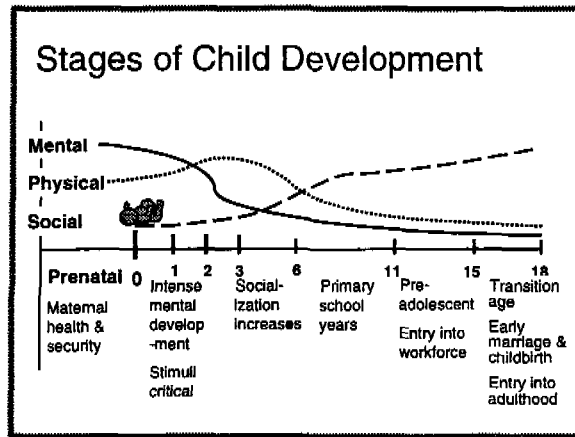 Stages of Child Development
Mental
Physical
Social
Prenatal 0 1 2 3 6 11 15 18
Maternal
health &
security
Intense
mental
develop
-ment
Stimuli
critical
Social-
ization
increases
Primary
school
years
Pre-
adolescent
Entry into
workforce
Transition
age
Early
marriage &
childbirth
Entry into
adulthood